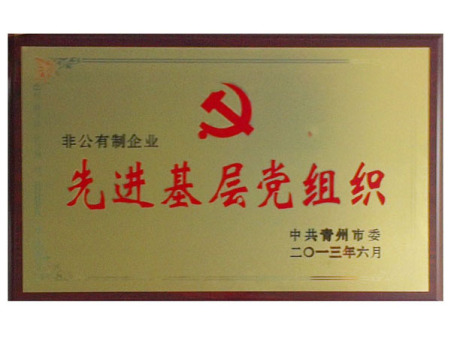 非公有制企业
先进基层党组织
中共青州市委
二〇一三年六月